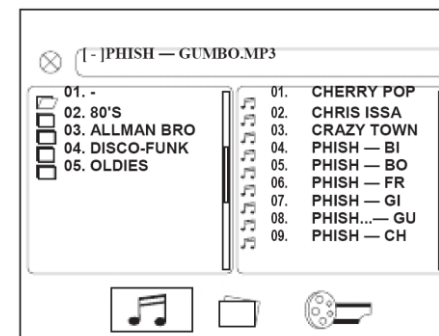 [ - ]PHISH — GUMBO.MP3
01. -
02. 80'S
03. ALLMAN BRO
04. DISCO-FUNK
05. OLDIES
01. CHERRY POP
02. CHRIS ISSA
03. CRAZY TOWN
04. PHISH — BI
05. PHISH — BO
06. PHISH — FR
07. PHISH — GI
08. PHISH...— GU
09. PHISH — CH